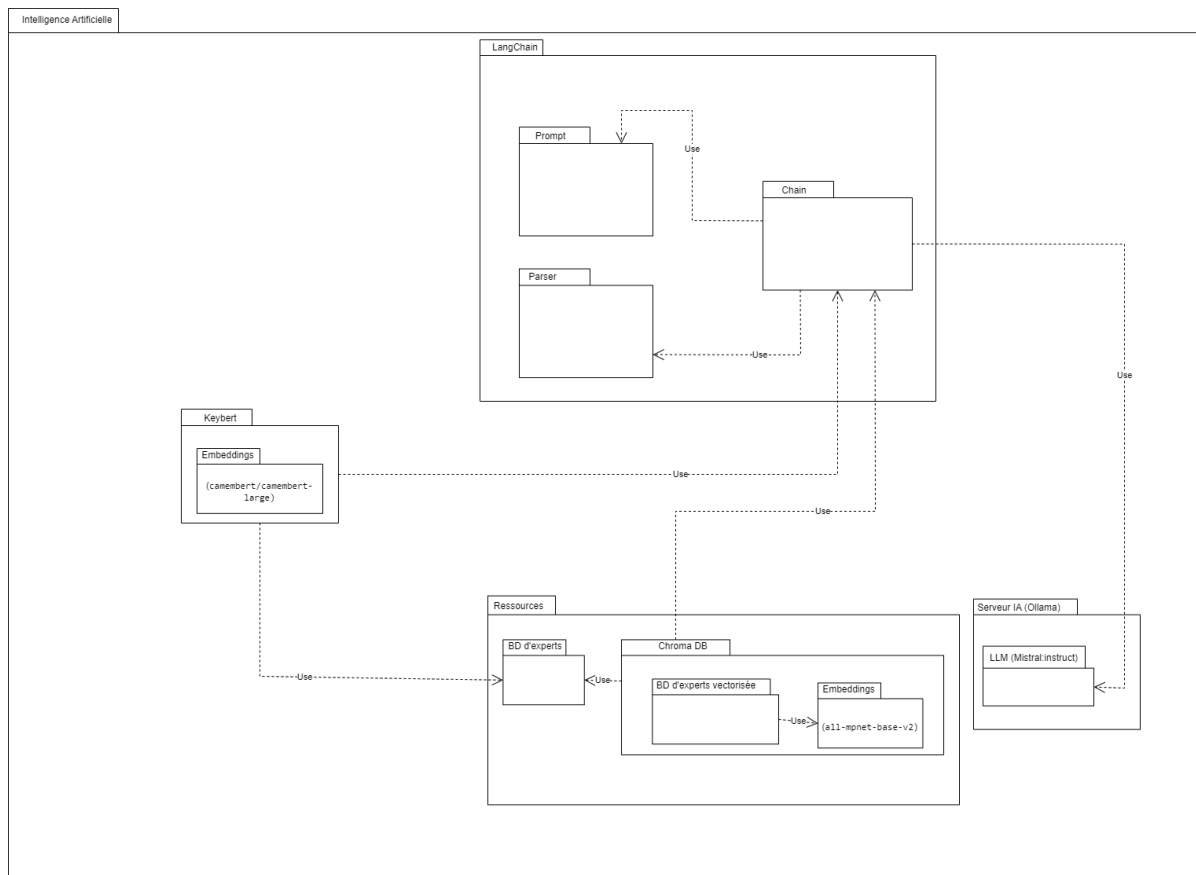 Intelligence Artificielle
LangChain
Prompt
Use
Chain
Parser
Use
Use
Keybert
Embeddings
(camembert/camembert-
large)
Use
Use
Ressources
Serveur IA (Ollama)
BD d'experts
Chroma DB
LLM (Mistral:instruct)
Use
Use
BD d'experts vectorisée
Embeddings
Use
(all-mpnet-base-v2)